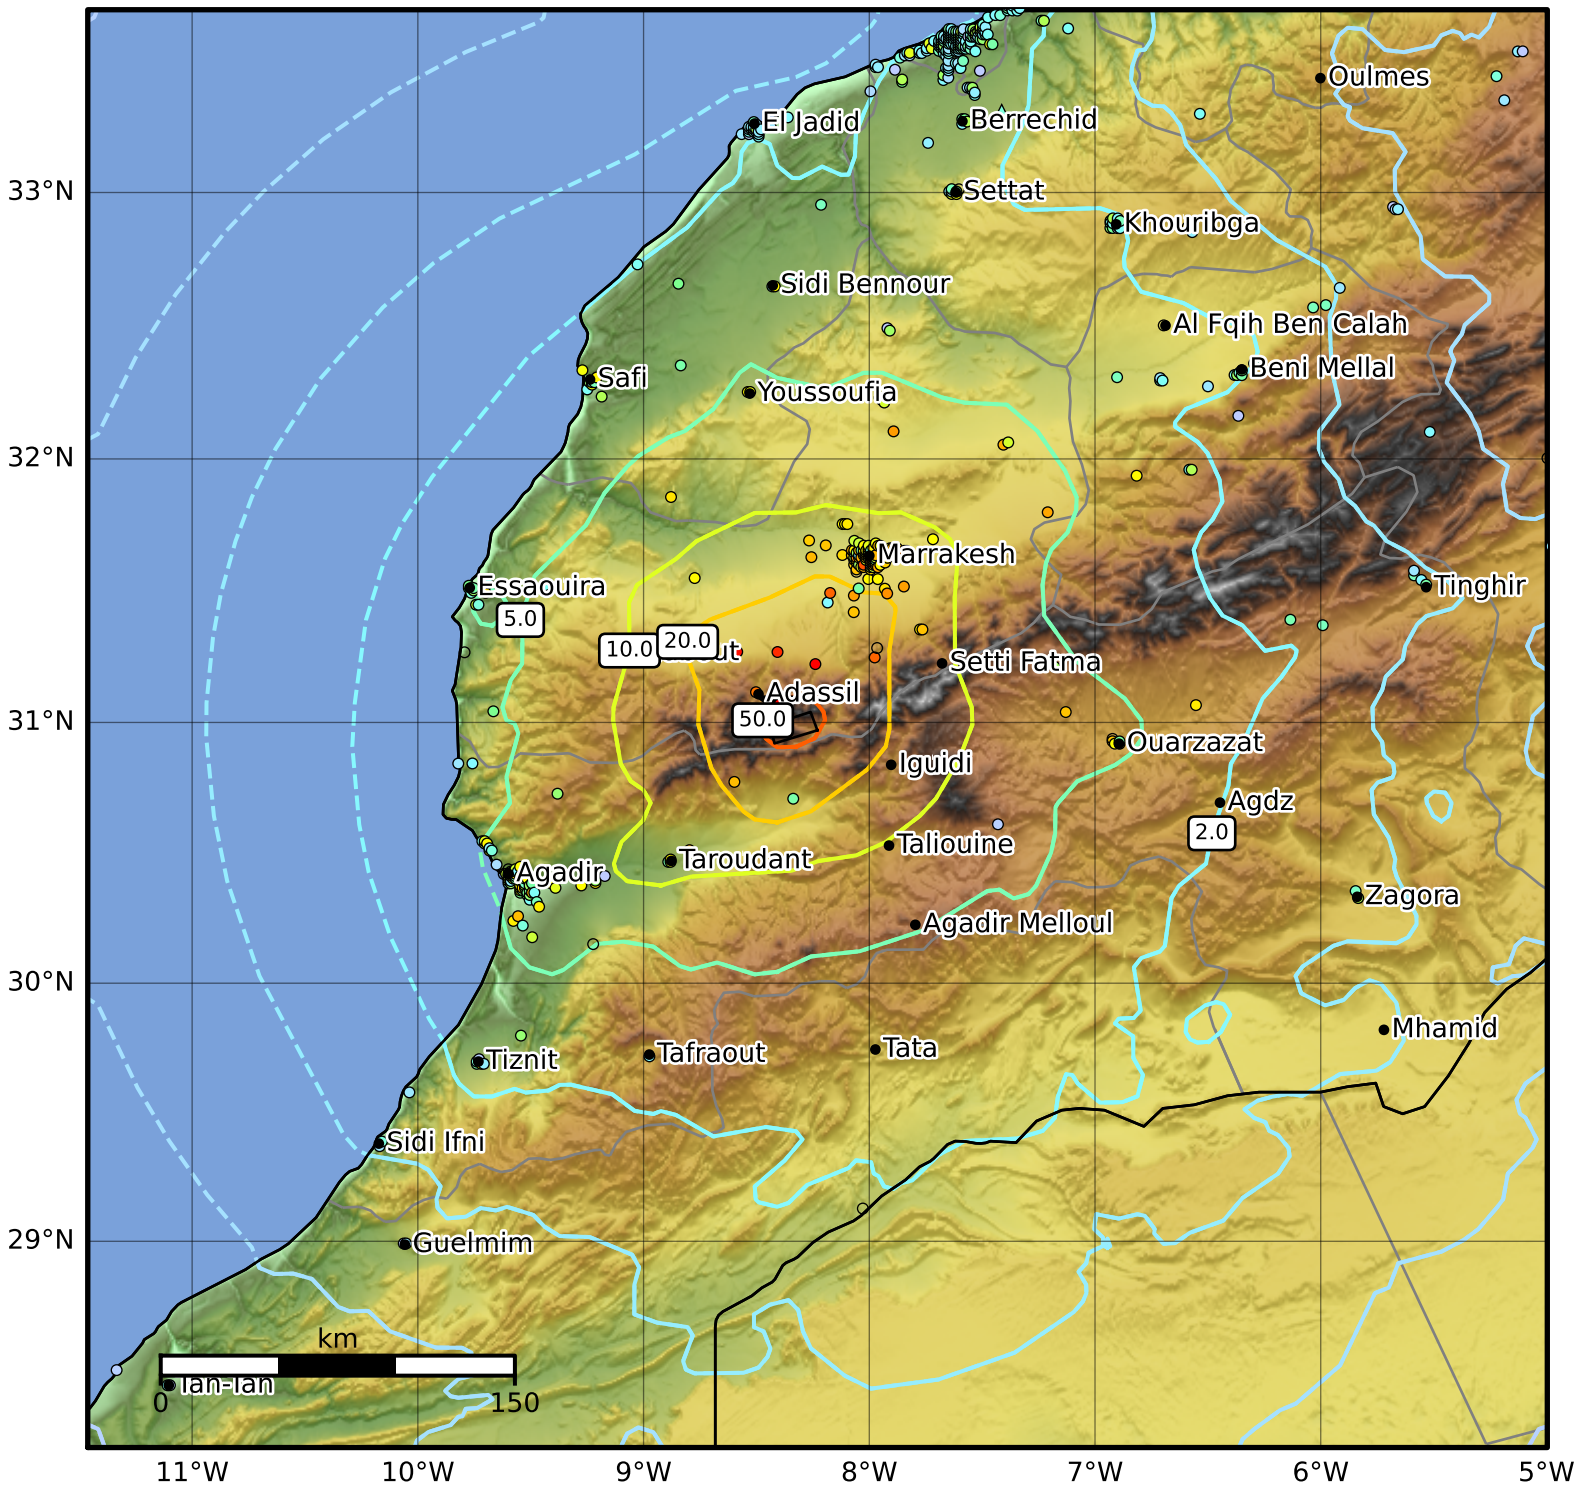 Oulmes
El Jadid
Berrechid
33°N
Settat
Khouribga
Sidi Bennour
Al Fqih Ben Calah
Beni Mellal
Safi
Youssoufia
32°N
Marrakesh
Essaouira
Tinghir
5.0
10.0
20.0
Setti Fatma
Adassil
31°N
50.0
Ouarzazat
Iguidi
Agdz
2.0
Taliouine
Taroudant
Agadir
Zagora
Agadir Melloul
30°N
Mhamid
Tiznit
Tafraout
Tata
Sidi Ifni
29°N
Guelmim
km
Tan-Tan
0
150
11°W
10°W
9°W
8°W
7°W
6°W
5°W